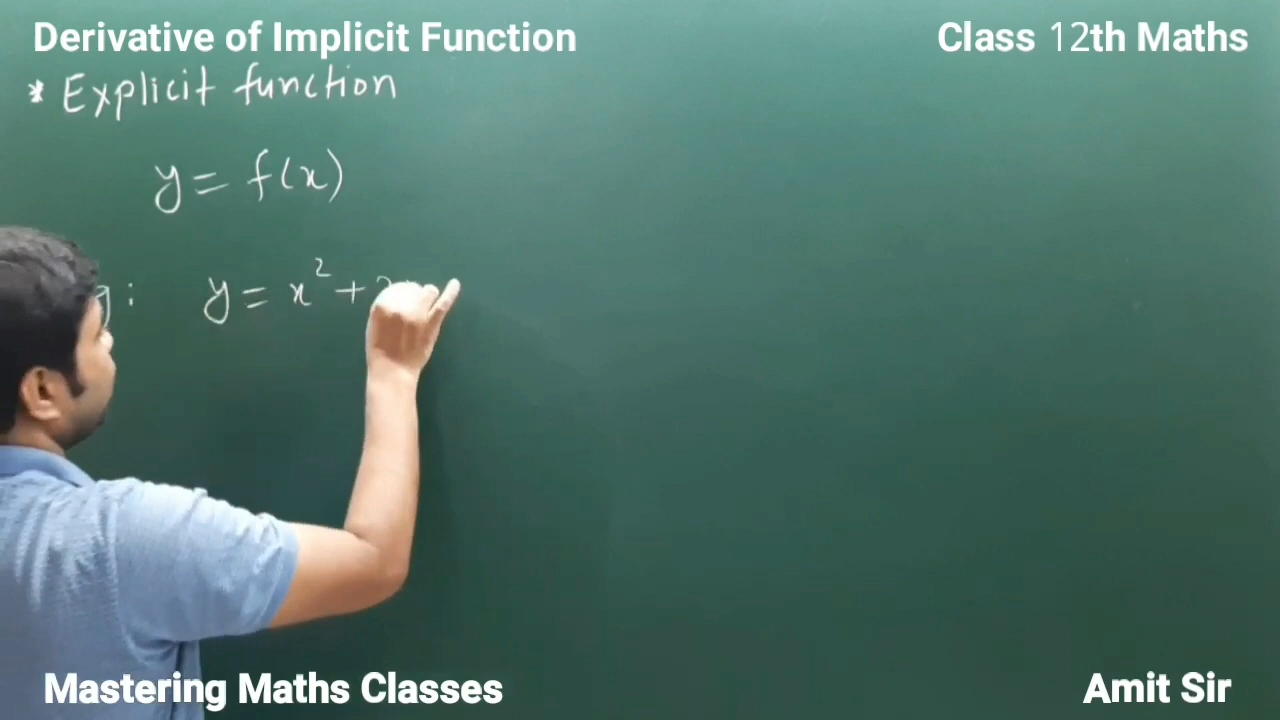 Derivative of Implicit Function
Class 12th Maths
* Explicit function
y = f(x)
: y = x² +
Mastering Maths Classes
Amit Sir